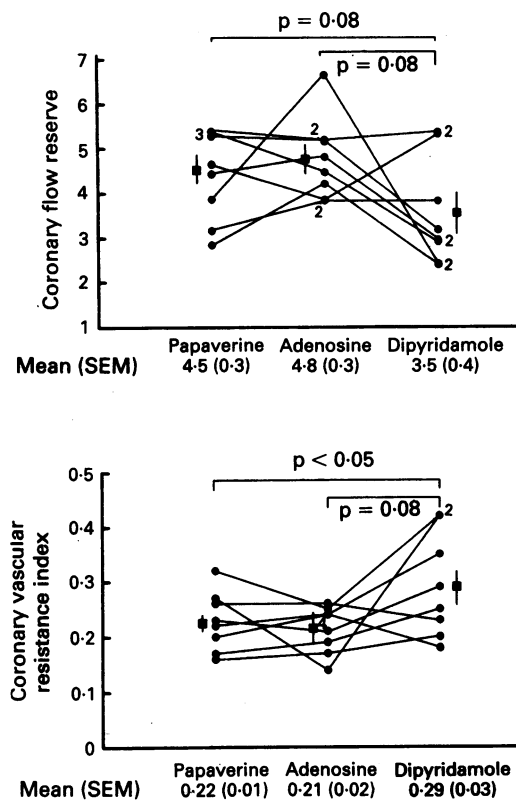 p = 0·08
p = 0·08
Coronary flow reserve
7
6
5
4
3
2
1
3
2
2
2
2
2
Papaverine Adenosine Dipyridamole
Mean (SEM) 4·5 (0·3) 4·8 (0·3) 3·5 (0·4)
p < 0·05
p = 0·08
Coronary vascular
resistance index
0·5
0·4
0·3
0·2
0·1
0
2
Papaverine Adenosine Dipyridamole
Mean (SEM) 0·22 (0·01) 0·21 (0·02) 0·29 (0·03)